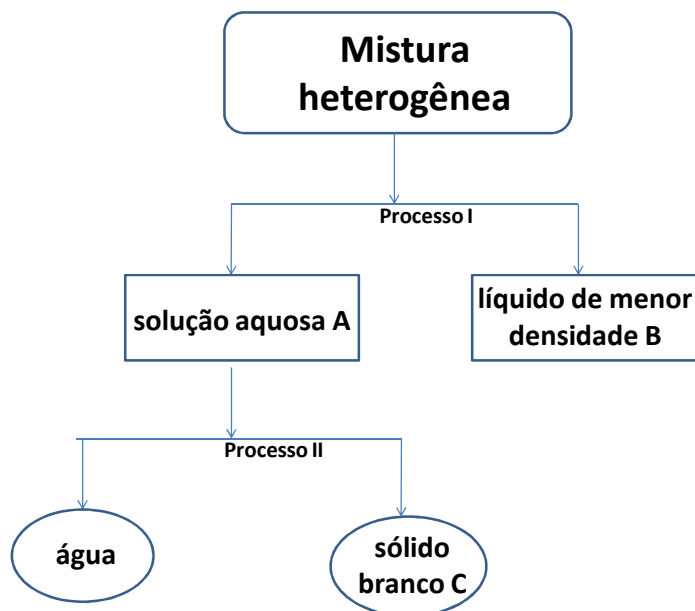 Mistura
heterogênea
Processo I
solução aquosa A
líquido de menor
densidade B
Processo II
água
sólido
branco C